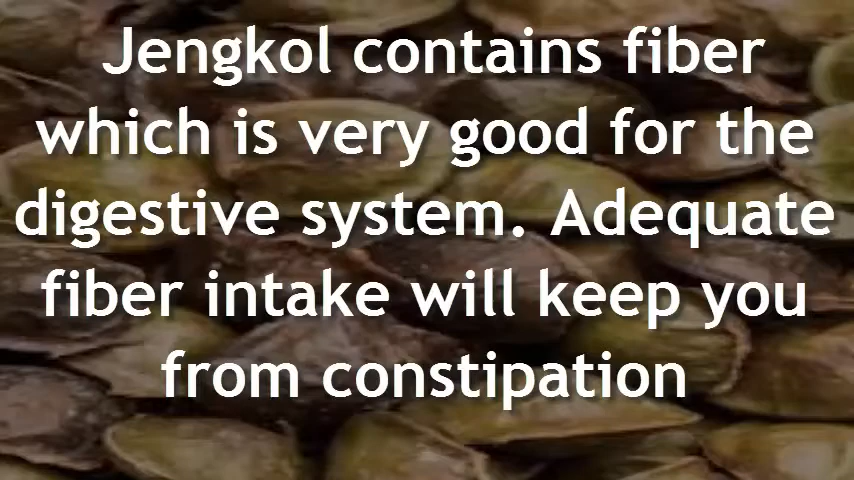 Jengkol contains fiber
which is very good for the
digestive system. Adequate
fiber intake will keep you
from constipation